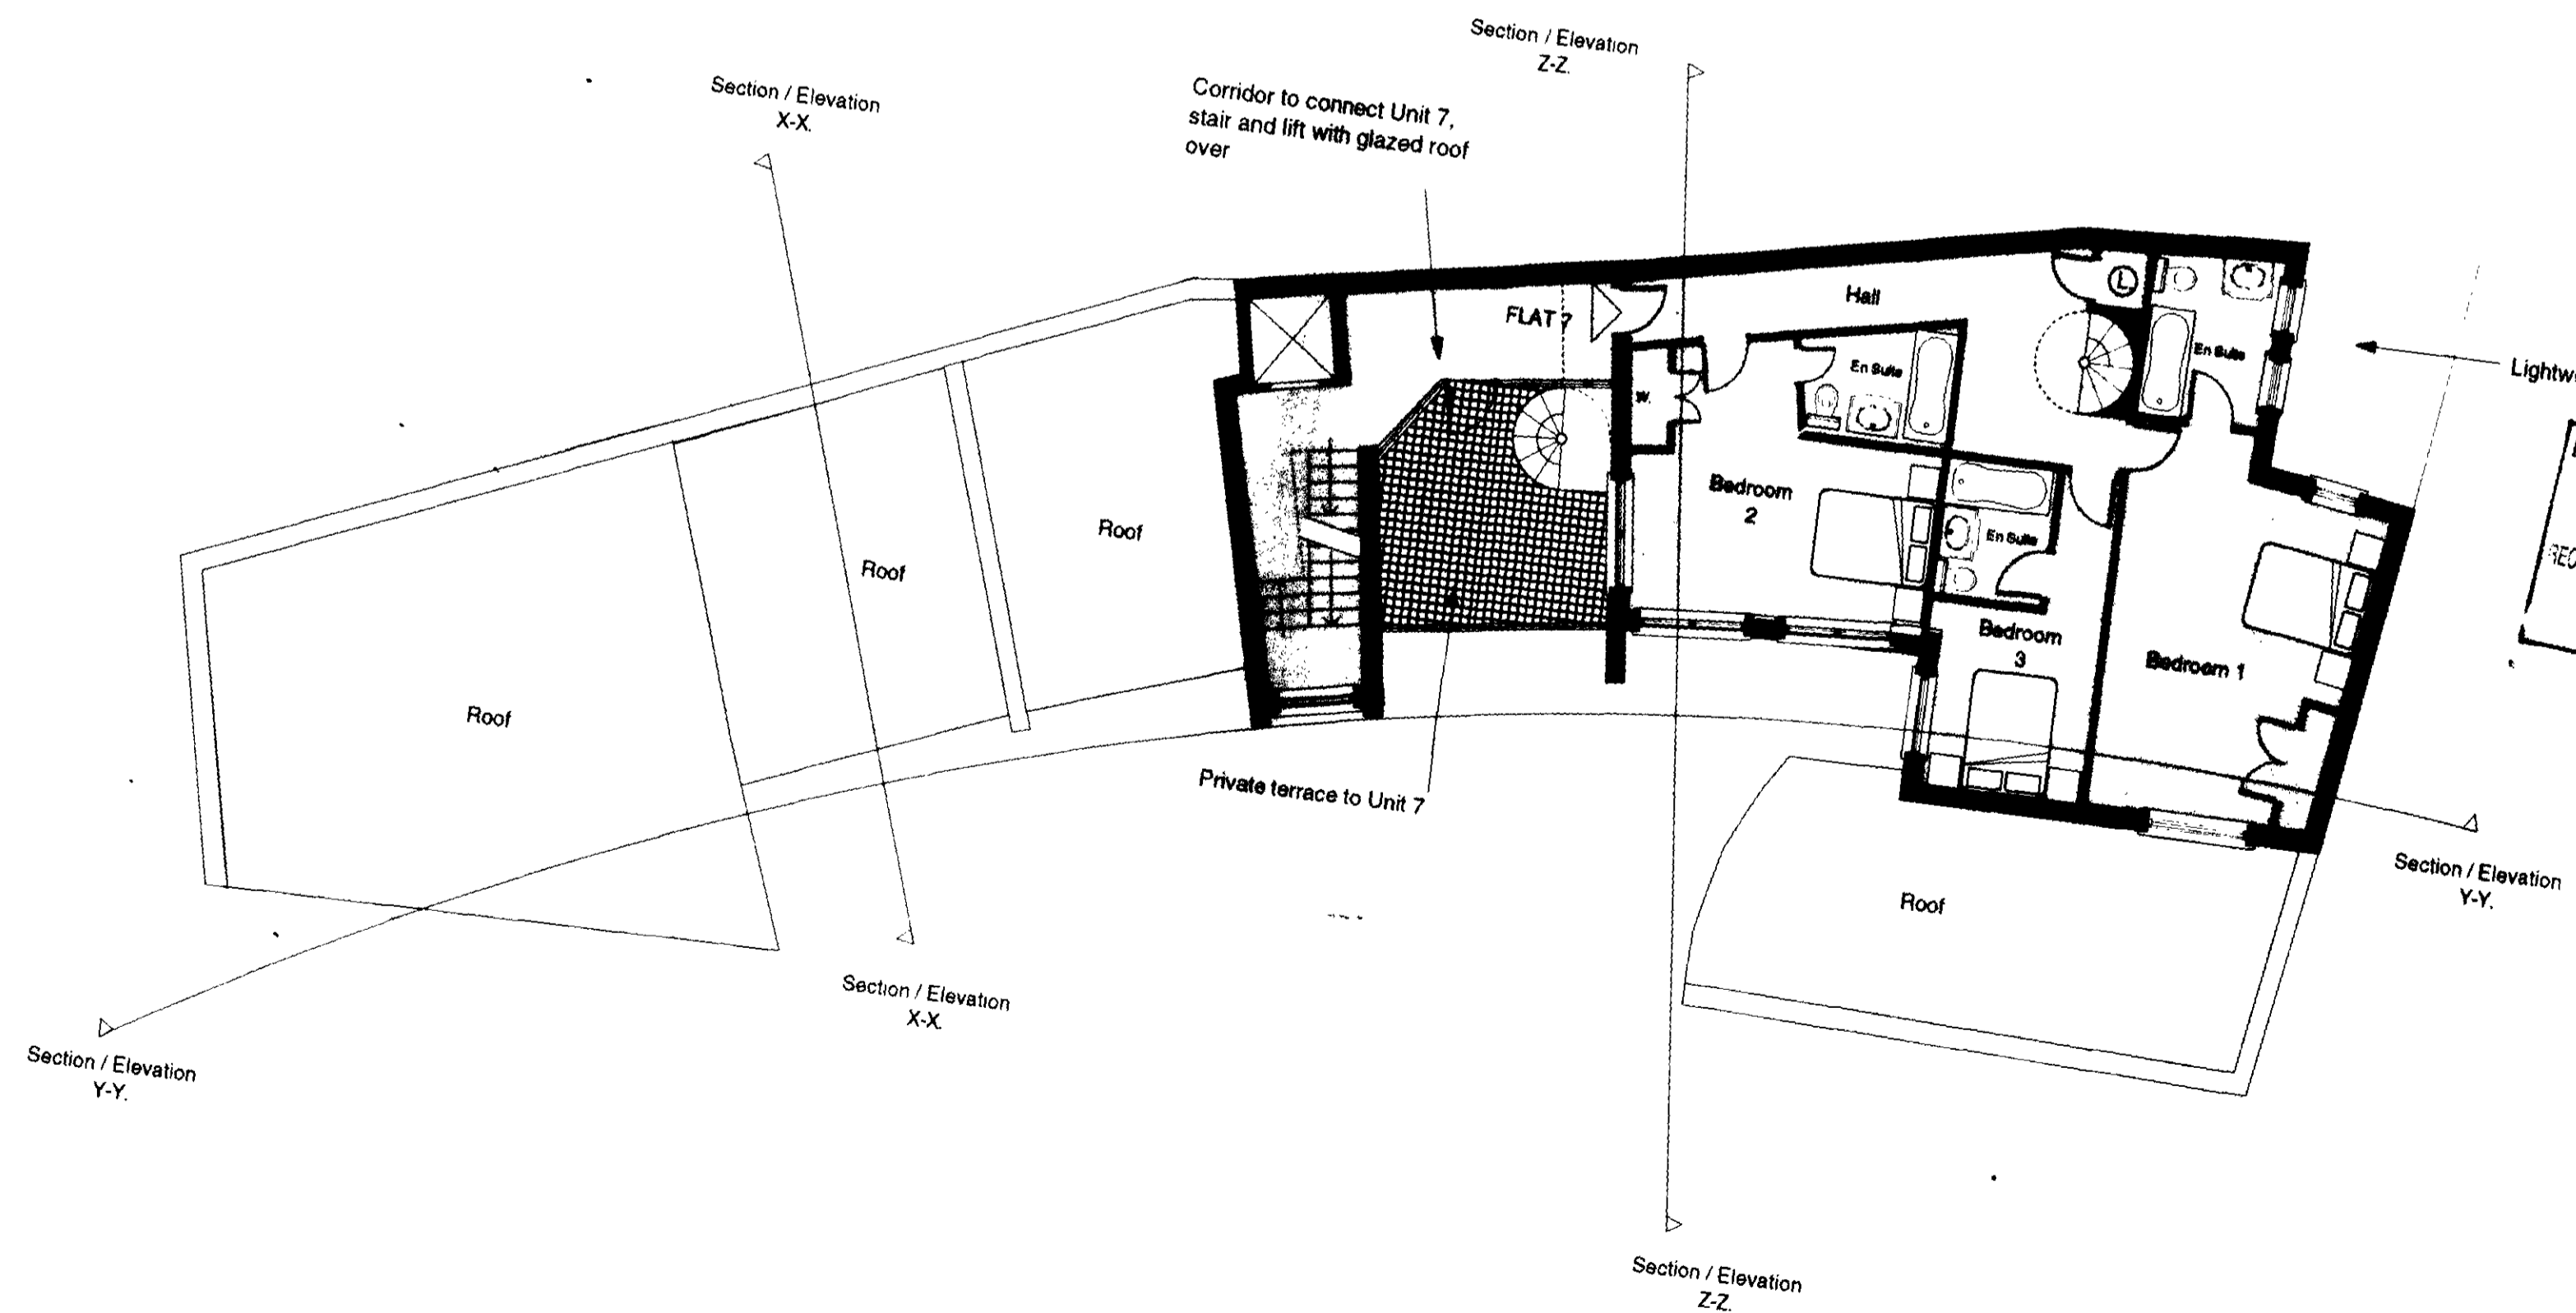 Section / Elevation
Z-Z.
Section / Elevation
X-X.
Corridor to connect Unit 7,
stair and lift with glazed roof
over
FLAT 7
Hall
L
En Suite
En Suite
W.
Lightw
Bedroom
2
En Suite
Roof
Roof
Roof
Bedroom
3
Bedroom 1
Private terrace to Unit 7
Section / Elevation
Y-Y.
Roof
Section / Elevation
X-X.
Section / Elevation
Y-Y.
Section / Elevation
Z-Z.